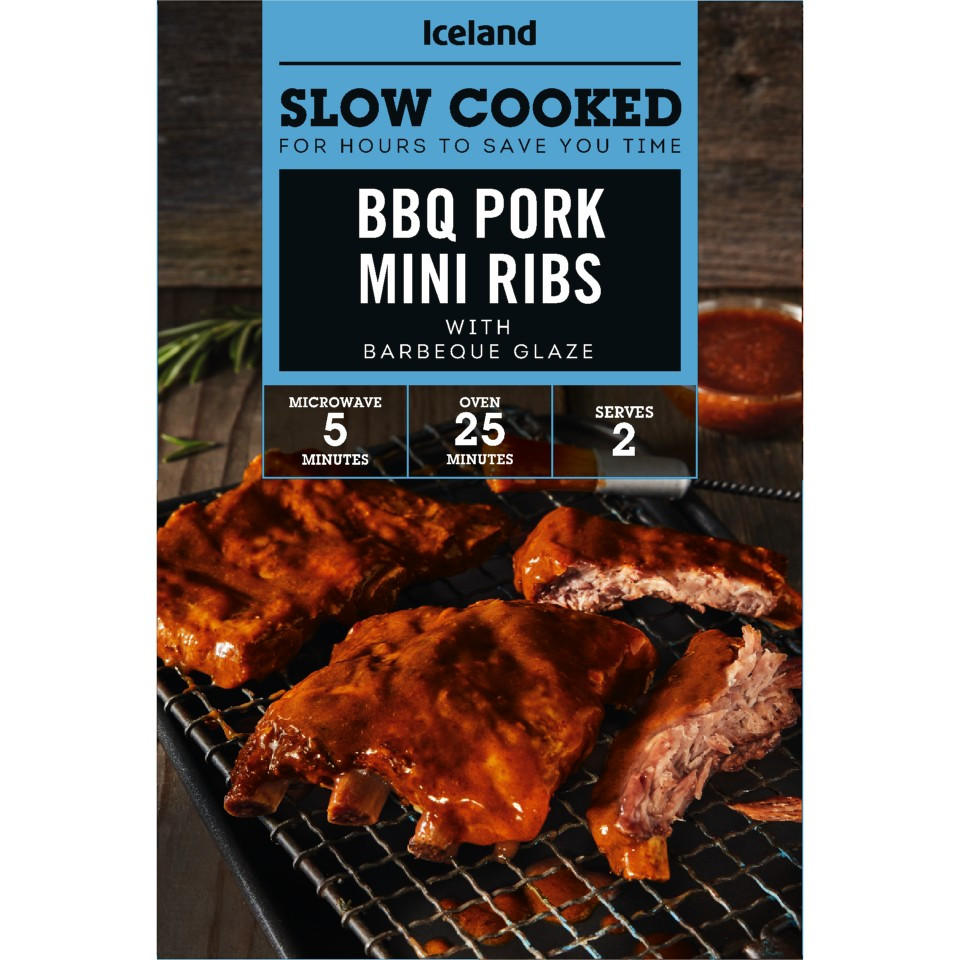 Iceland
SLOW COOKED
FOR HOURS TO SAVE YOU TIME
BBQ PORK
MINI RIBS
WITH
BARBEQUE GLAZE
MICROWAVE
5
MINUTES
OVEN
25
MINUTES
SERVES
2